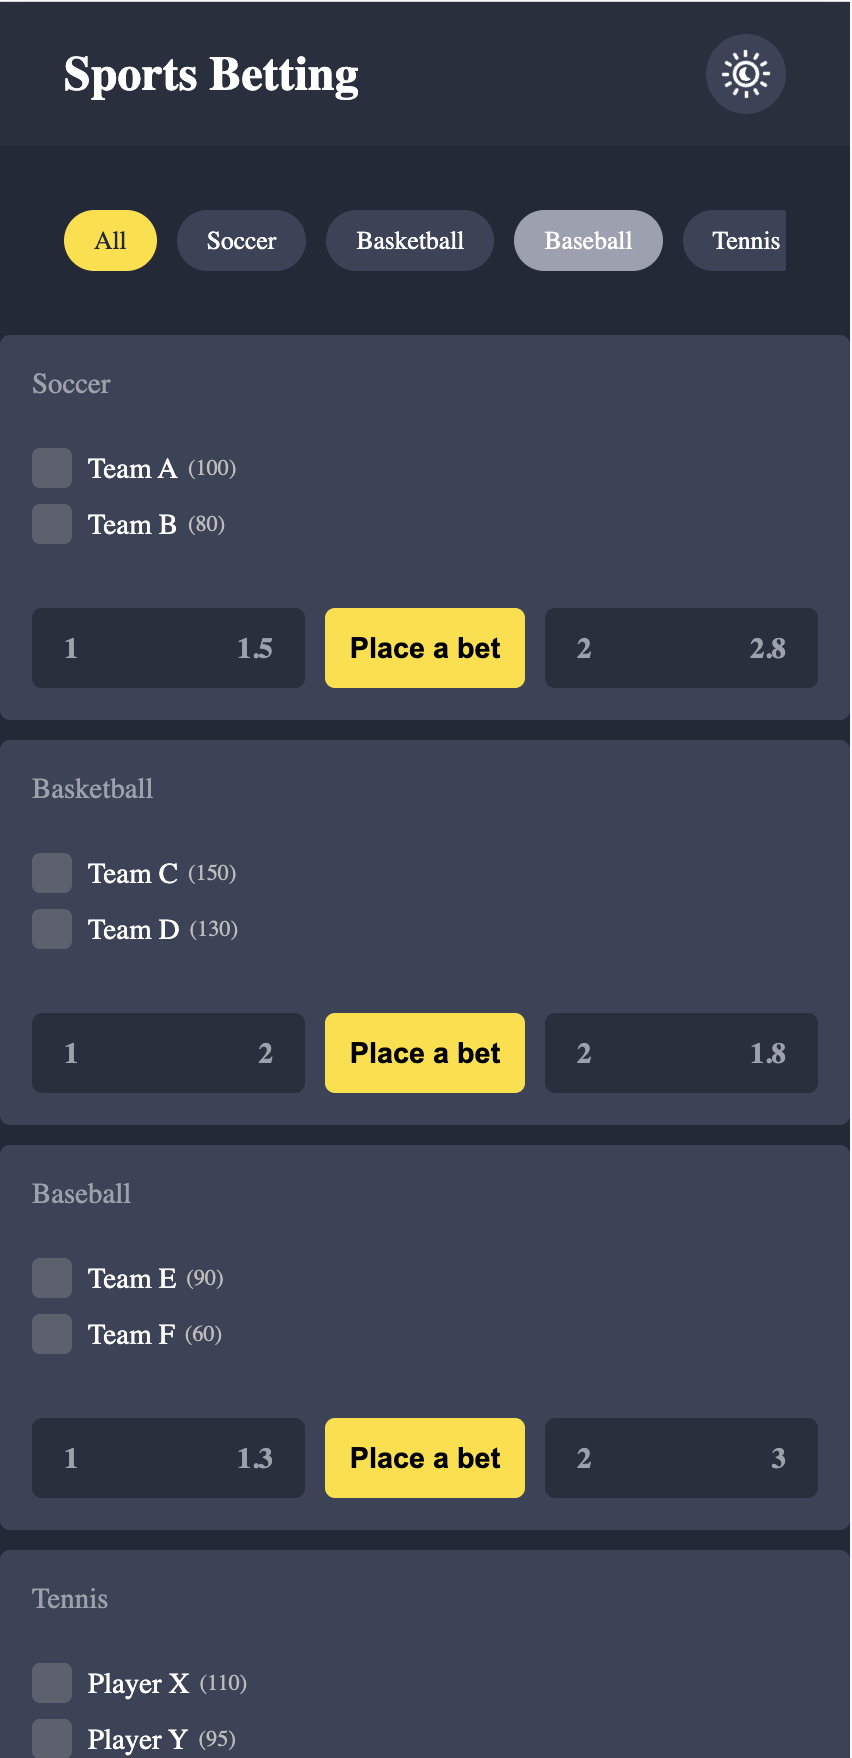 Sports Betting
All Soccer Basketball Baseball Tennis
Soccer
Team A (100)
Team B (80)
1 1.5 Place a bet 2 2.8
Basketball
Team C (150)
Team D (130)
1 2 Place a bet 2 1.8
Baseball
Team E (90)
Team F (60)
1 1.3 Place a bet 2 3
Tennis
Player X (110)
Player Y (95)